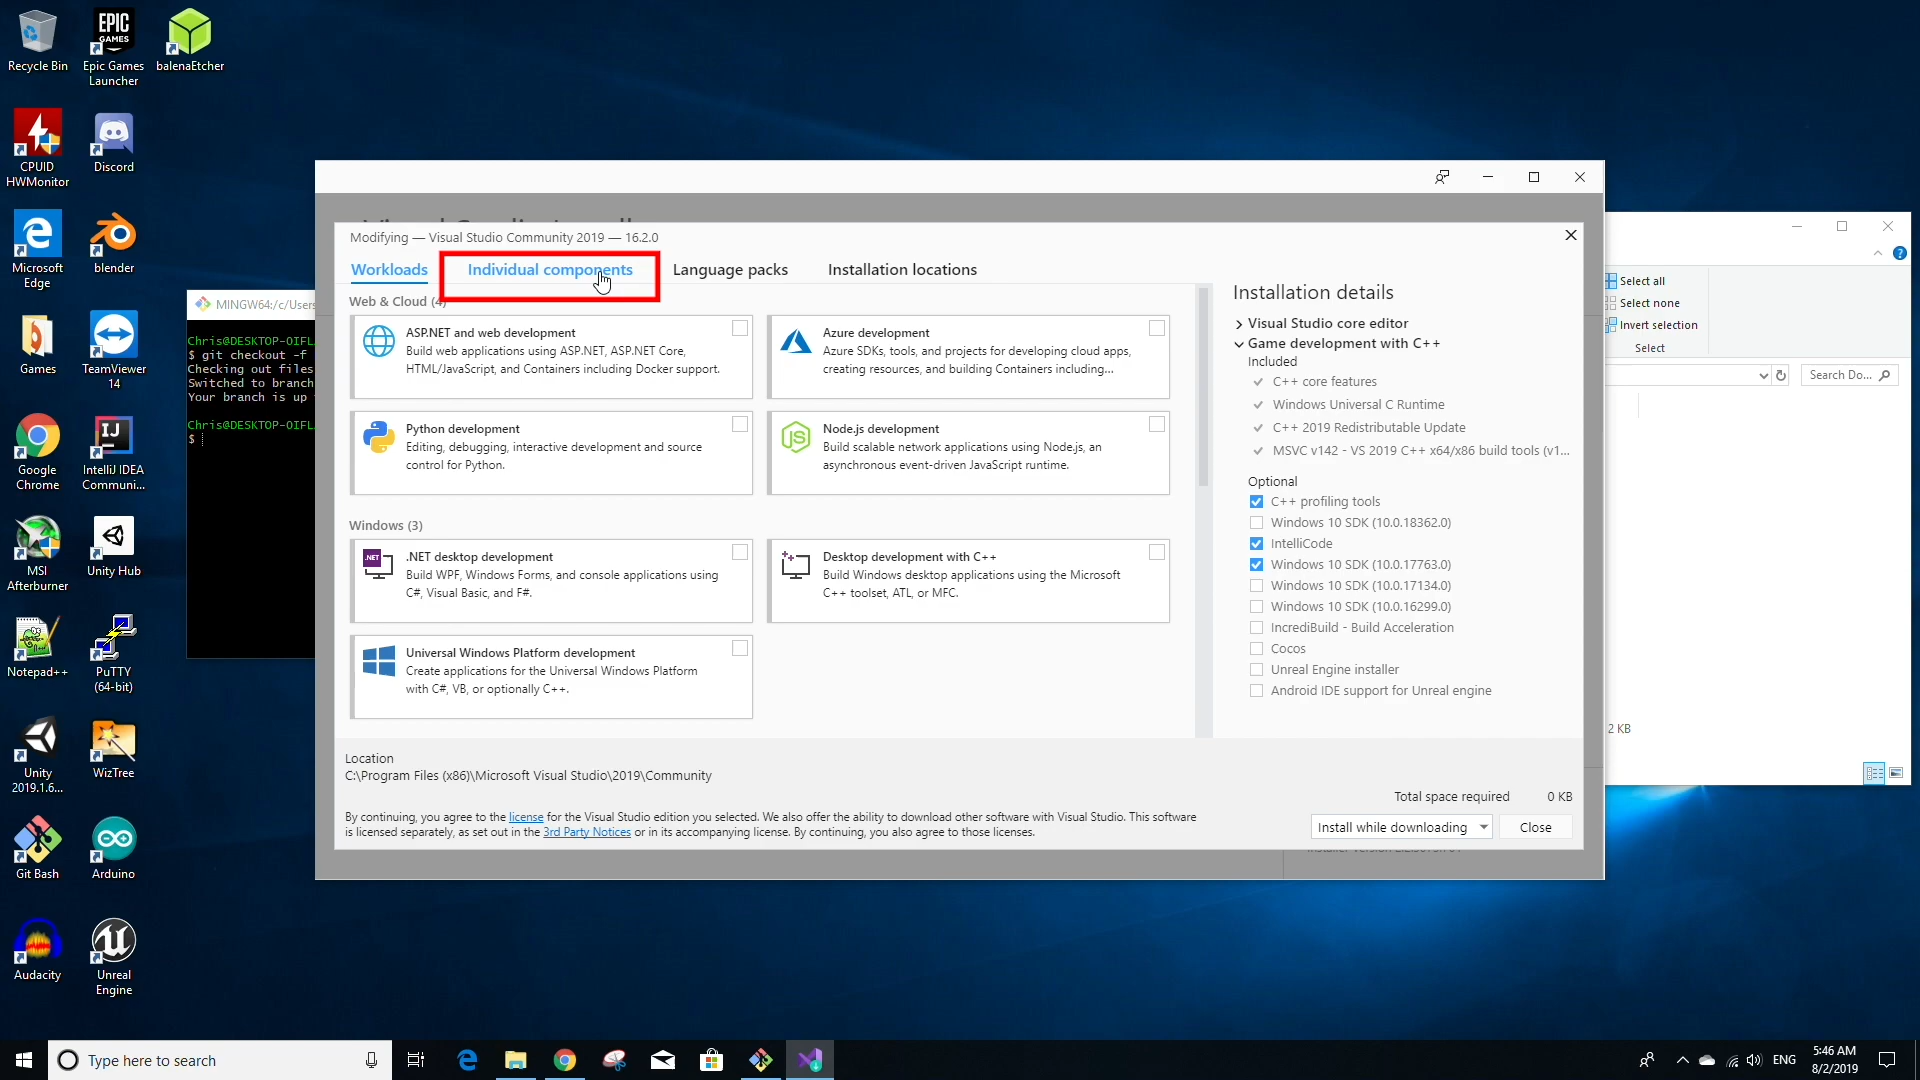 Recycle Bin
Epic Games
Launcher
balenaEtcher
CPUID
HWMonitor
Discord
Microsoft
Edge
blender
Games
TeamViewer
14
Google
Chrome
IntelliJ IDEA
Communi...
MSI
Afterburner
Unity Hub
Notepad++
PuTTY
(64-bit)
Unity
2019.1.6...
WizTree
Git Bash
Arduino
Audacity
Unreal
Engine
MINGW64:/c/Users
Chris@DESKTOP-OIFL
$ git checkout -f
Checking out files
Switched to branch
Your branch is up
Chris@DESKTOP-OIFL
$
Modifying — Visual Studio Community 2019 — 16.2.0
Workloads
Individual components
Language packs
Installation locations
Web & Cloud (4)
ASP.NET and web development
Build web applications using ASP.NET, ASP.NET Core,
HTML/JavaScript, and Containers including Docker support.
Azure development
Azure SDKs, tools, and projects for developing cloud apps,
creating resources, and building Containers including...
Python development
Editing, debugging, interactive development and source
control for Python.
Node.js development
Build scalable network applications using Node.js, an
asynchronous event-driven JavaScript runtime.
Windows (3)
.NET
.NET desktop development
Build WPF, Windows Forms, and console applications using
C#, Visual Basic, and F#.
Desktop development with C++
Build Windows desktop applications using the Microsoft
C++ toolset, ATL, or MFC.
Universal Windows Platform development
Create applications for the Universal Windows Platform
with C#, VB, or optionally C++.
Installation details
Visual Studio core editor
Game development with C++
Included
C++ core features
Windows Universal C Runtime
C++ 2019 Redistributable Update
MSVC v142 - VS 2019 C++ x64/x86 build tools (v1...
Optional
C++ profiling tools
Windows 10 SDK (10.0.18362.0)
IntelliCode
Windows 10 SDK (10.0.17763.0)
Windows 10 SDK (10.0.17134.0)
Windows 10 SDK (10.0.16299.0)
IncrediBuild - Build Acceleration
Cocos
Unreal Engine installer
Android IDE support for Unreal engine
Location
C:\Program Files (x86)\Microsoft Visual Studio\2019\Community
Total space required 0 KB
By continuing, you agree to the license for the Visual Studio edition you selected. We also offer the ability to download other software with Visual Studio. This software
is licensed separately, as set out in the 3rd Party Notices or in its accompanying license. By continuing, you also agree to those licenses.
Install while downloading
Close
Select all
Select none
Invert selection
Select
Search Do...
2 KB
Type here to search
ENG
5:46 AM
8/2/2019